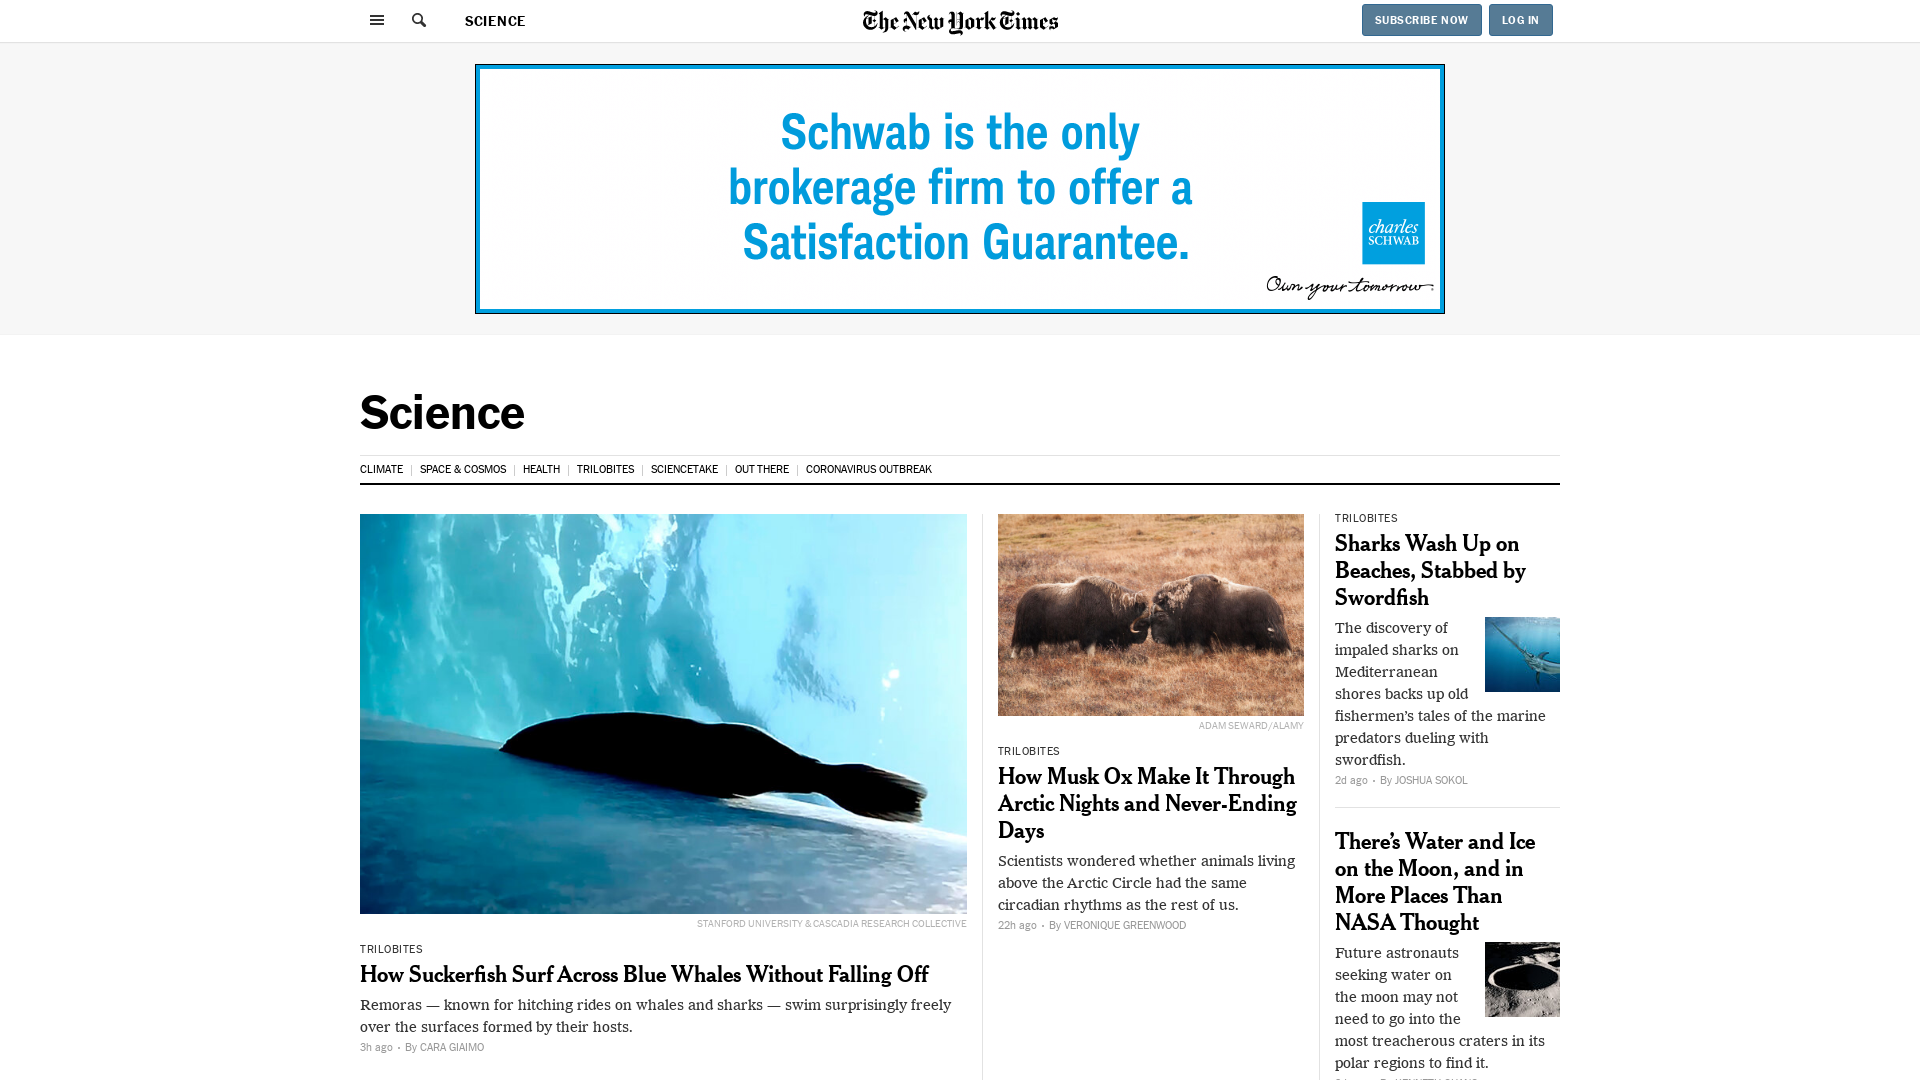 SCIENCE
The New York Times
SUBSCRIBE NOW
LOG IN
Schwab is the only
brokerage firm to offer a
Satisfaction Guarantee.
charles
SCHWAB
Own your tomorrow.
Science
CLIMATE
SPACE & COSMOS
HEALTH
TRILOBITES
SCIENCETAKE
OUT THERE
CORONAVIRUS OUTBREAK
STANFORD UNIVERSITY & CASCADIA RESEARCH COLLECTIVE
TRILOBITES
How Suckerfish Surf Across Blue Whales Without Falling Off
Remoras — known for hitching rides on whales and sharks — swim surprisingly freely
over the surfaces formed by their hosts.
3h ago · By CARA GIAIMO
ADAM SEWARD/ALAMY
TRILOBITES
How Musk Ox Make It Through
Arctic Nights and Never-Ending
Days
Scientists wondered whether animals living
above the Arctic Circle had the same
circadian rhythms as the rest of us.
22h ago · By VERONIQUE GREENWOOD
TRILOBITES
Sharks Wash Up on
Beaches, Stabbed by
Swordfish
The discovery of
impaled sharks on
Mediterranean
shores backs up old
fishermen’s tales of the marine
predators dueling with
swordfish.
2d ago · By JOSHUA SOKOL
There’s Water and Ice
on the Moon, and in
More Places Than
NASA Thought
Future astronauts
seeking water on
the moon may not
need to go into the
most treacherous craters in its
polar regions to find it.